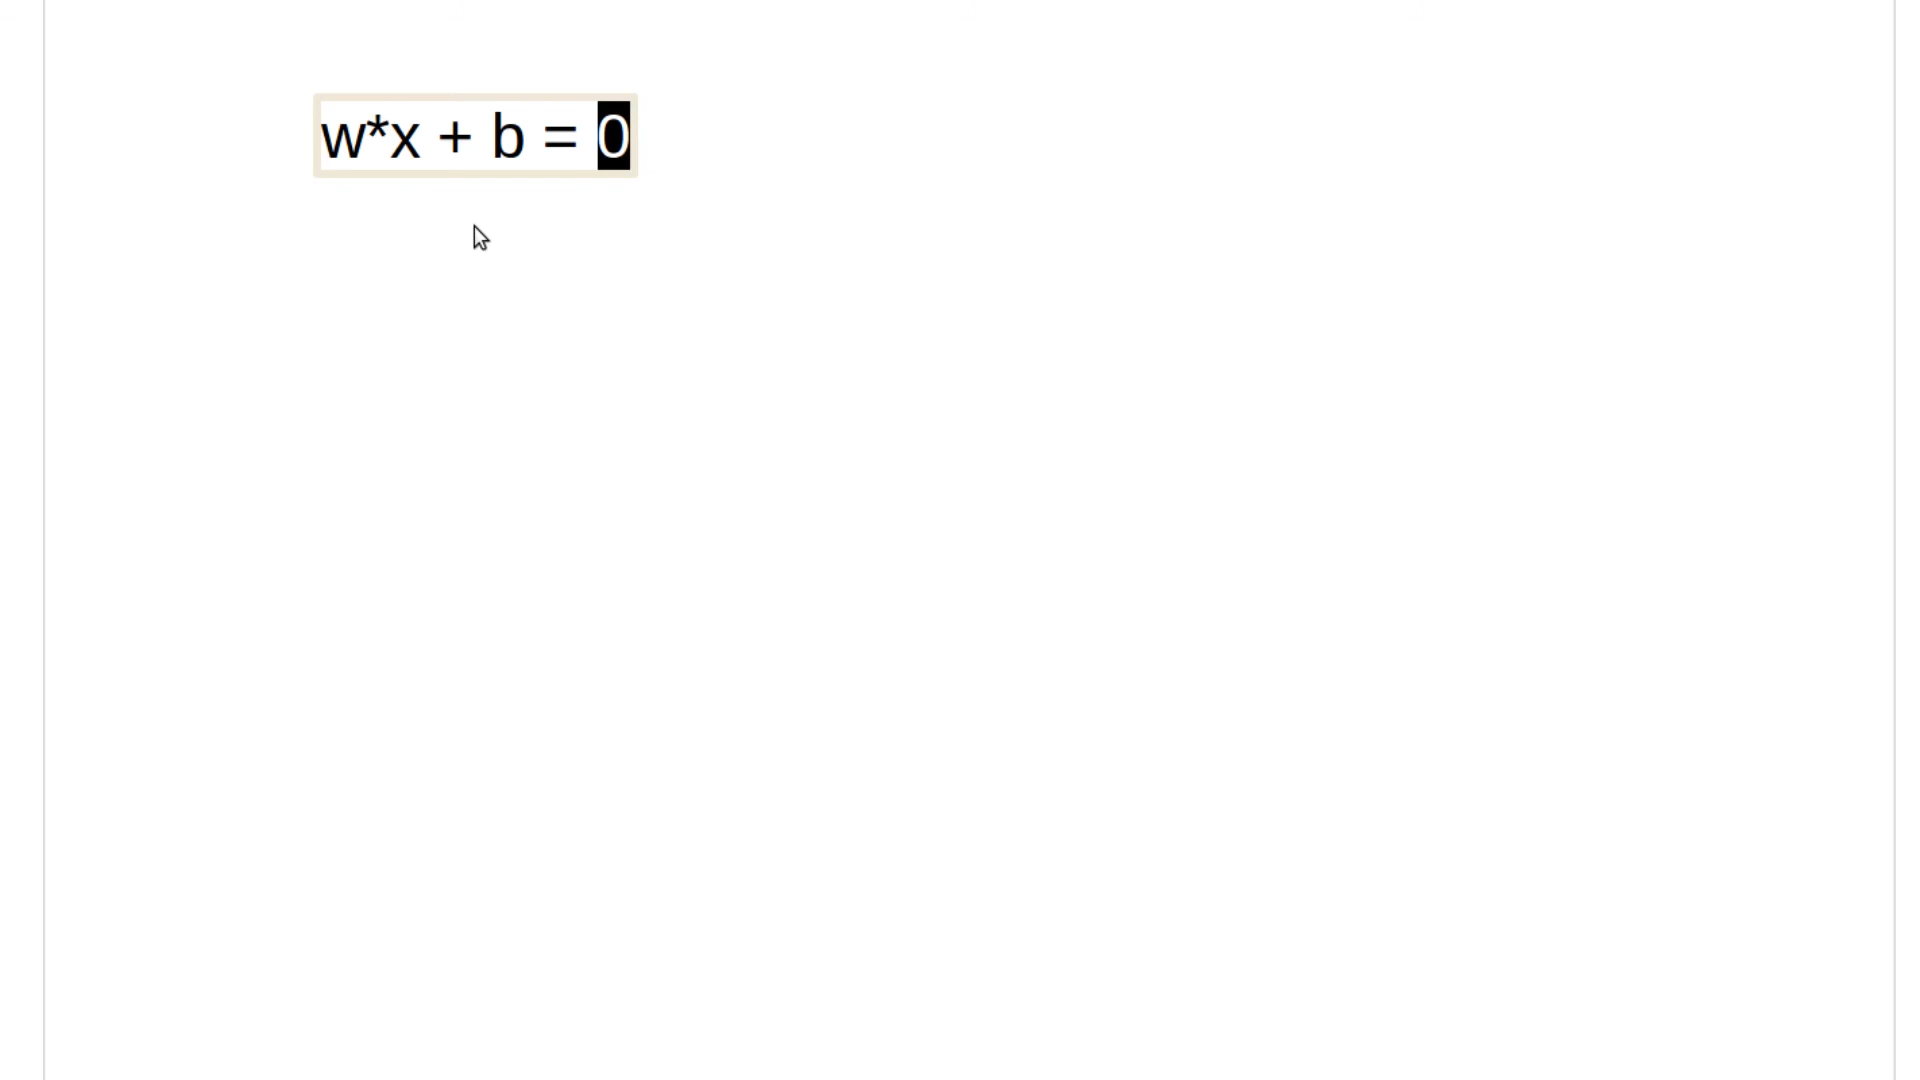 w*x + b = 0